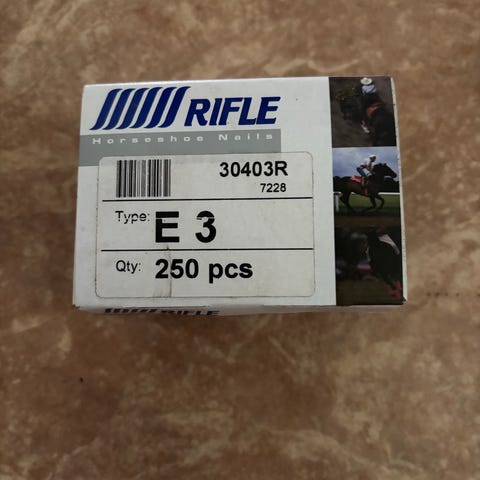 RIFLE
Horseshoe Nails
30403R
7228
Type: E 3
Qty: 250 pcs
RIFLE